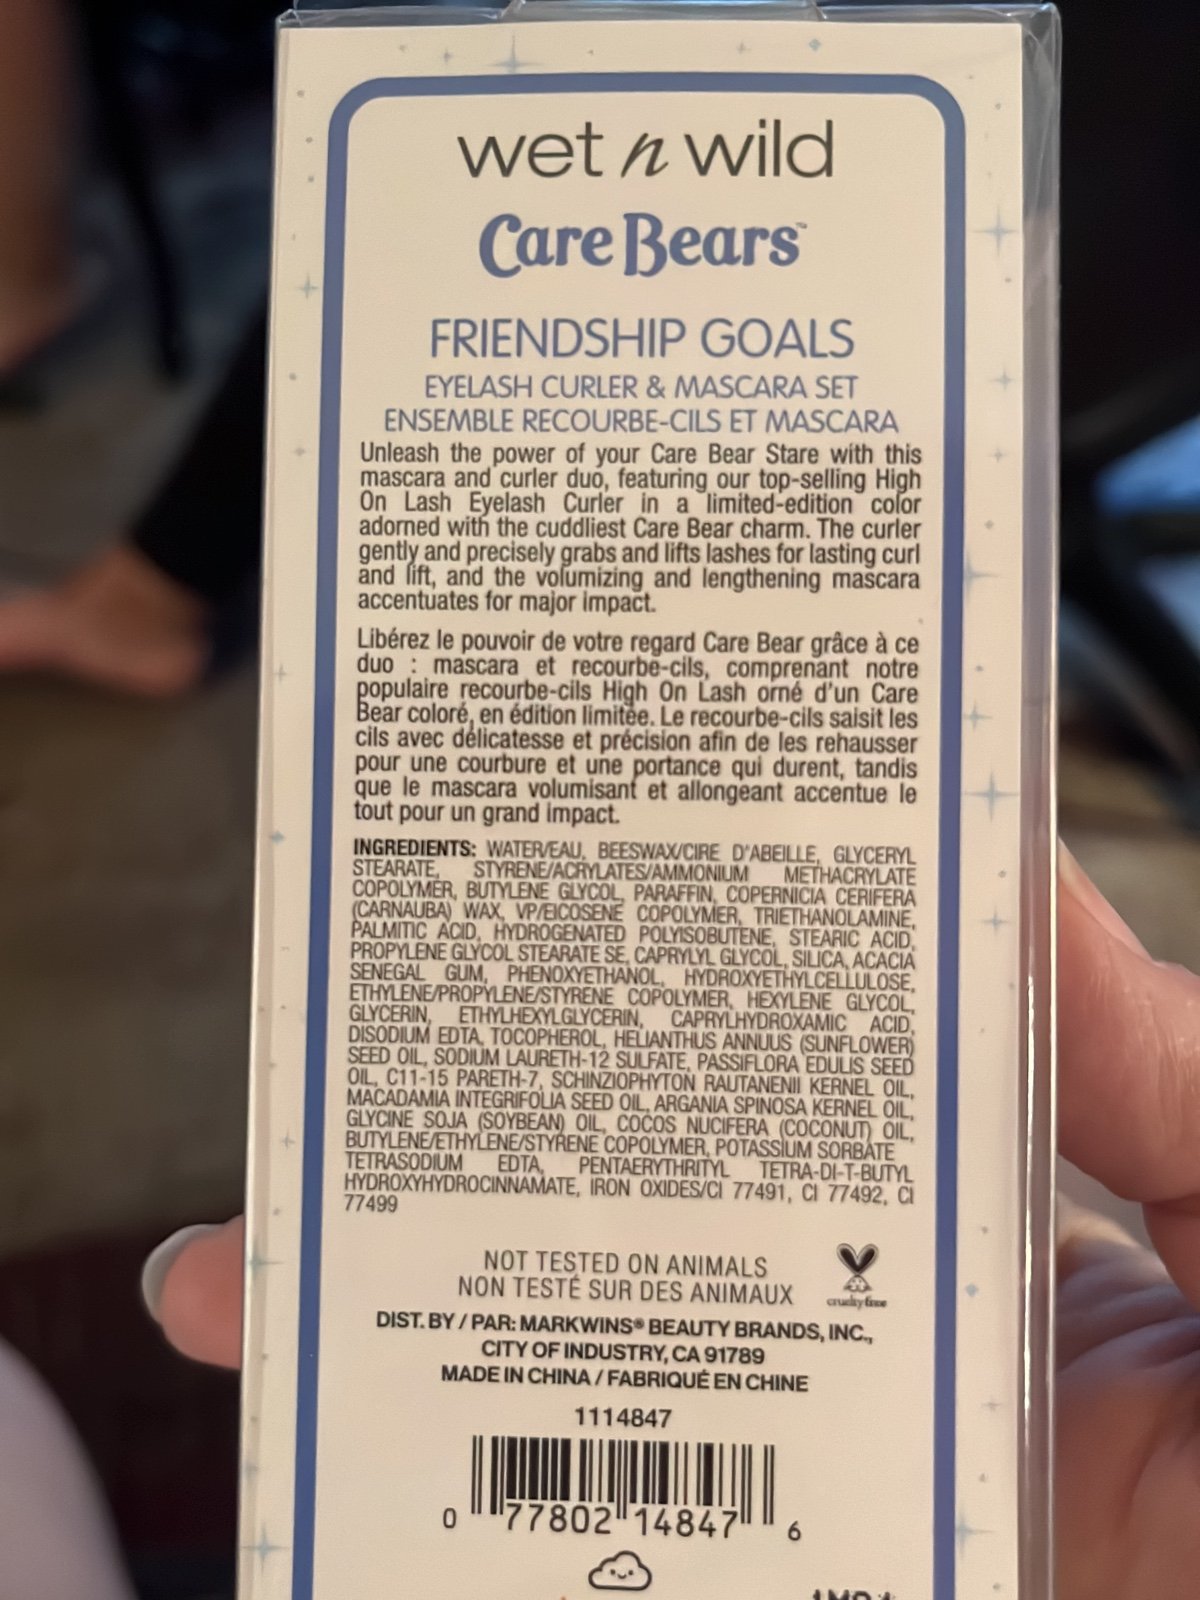 wet n wild
Care Bears™
FRIENDSHIP GOALS
EYELASH CURLER & MASCARA SET
ENSEMBLE RECOURBE-CILS ET MASCARA
Unleash the power of your Care Bear Stare with this
mascara and curler duo, featuring our top-selling High
On Lash Eyelash Curler in a limited-edition color
adorned with the cuddliest Care Bear charm. The curler
gently and precisely grabs and lifts lashes for lasting curl
and lift, and the volumizing and lengthening mascara
accentuates for major impact.
Libérez le pouvoir de votre regard Care Bear grâce à ce
duo : mascara et recourbe-cils, comprenant notre
populaire recourbe-cils High On Lash orné d'un Care
Bear coloré, en édition limitée. Le recourbe-cils saisit les
cils avec délicatesse et précision afin de les rehausser
pour une courbure et une portance qui durent, tandis
que le mascara volumisant et allongeant accentue le
tout pour un grand impact.
INGREDIENTS: WATER/EAU, BEESWAX/CIRE D'ABEILLE, GLYCERYL
STEARATE, STYRENE/ACRYLATES/AMMONIUM METHACRYLATE
COPOLYMER, BUTYLENE GLYCOL, PARAFFIN, COPERNICIA CERIFERA
(CARNAUBA) WAX, VP/EICOSENE COPOLYMER, TRIETHANOLAMINE,
PALMITIC ACID, HYDROGENATED POLYISOBUTENE, STEARIC ACID,
PROPYLENE GLYCOL STEARATE SE, CAPRYLYL GLYCOL, SILICA, ACACIA
SENEGAL GUM, PHENOXYETHANOL, HYDROXYETHYLCELLULOSE,
ETHYLENE/PROPYLENE/STYRENE COPOLYMER, HEXYLENE GLYCOL,
GLYCERIN, ETHYLHEXYLGLYCERIN, CAPRYLHYDROXAMIC ACID,
DISODIUM EDTA, TOCOPHEROL, HELIANTHUS ANNUUS (SUNFLOWER)
SEED OIL, SODIUM LAURETH-12 SULFATE, PASSIFLORA EDULIS SEED
OIL, C11-15 PARETH-7, SCHINZIOPHYTON RAUTANENII KERNEL OIL,
MACADAMIA INTEGRIFOLIA SEED OIL, ARGANIA SPINOSA KERNEL OIL,
GLYCINE SOJA (SOYBEAN) OIL, COCOS NUCIFERA (COCONUT) OIL,
BUTYLENE/ETHYLENE/STYRENE COPOLYMER, POTASSIUM SORBATE
TETRASODIUM EDTA, PENTAERYTHRITYL TETRA-DI-T-BUTYL
HYDROXYHYDROCINNAMATE, IRON OXIDES/CI 77491, CI 77492, CI
77499
NOT TESTED ON ANIMALS
NON TESTÉ SUR DES ANIMAUX
cruelty free
DIST. BY / PAR: MARKWINS® BEAUTY BRANDS, INC.,
CITY OF INDUSTRY, CA 91789
MADE IN CHINA / FABRIQUÉ EN CHINE
1114847
0 77802 14847 6